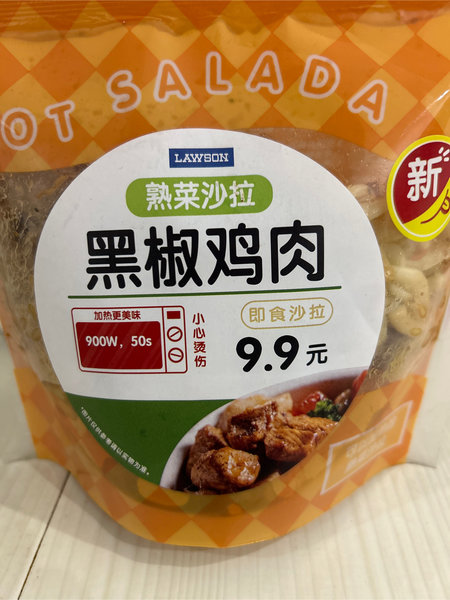 OT SALADA
LAWSON
新
熟菜沙拉
黑椒鸡肉
加热更美味
900W, 50s
小心烫伤
即食沙拉
9.9元